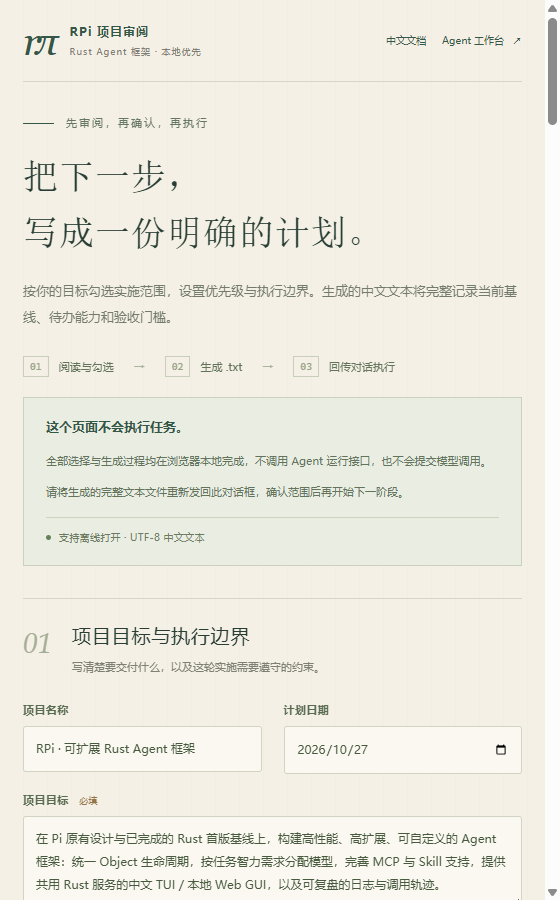 rπ
RPi 项目审阅
Rust Agent 框架 · 本地优先
中文文档
Agent 工作台 ↗
先审阅，再确认，再执行
把下一步，
写成一份明确的计划。
按你的目标勾选实施范围，设置优先级与执行边界。生成的中文文本将完整记录当前基
线、待办能力和验收门槛。
01 阅读与勾选 → 02 生成 .txt → 03 回传对话执行
这个页面不会执行任务。
全部选择与生成过程均在浏览器本地完成，不调用 Agent 运行接口，也不会提交模型调用。
请将生成的完整文本文件重新发回此对话框，确认范围后再开始下一阶段。
支持离线打开 · UTF-8 中文文本
01 项目目标与执行边界
写清楚要交付什么，以及这轮实施需要遵守的约束。
项目名称
RPi · 可扩展 Rust Agent 框架
计划日期
2026/10/27
项目目标 必填
在 Pi 原有设计与已完成的 Rust 首版基线上，构建高性能、高扩展、可自定义的 Agent
框架：统一 Object 生命周期，按任务智力需求分配模型，完善 MCP 与 Skill 支持，提供
共用 Rust 服务的中文 TUI / 本地 Web GUI，以及可复盘的日志与调用轨迹。